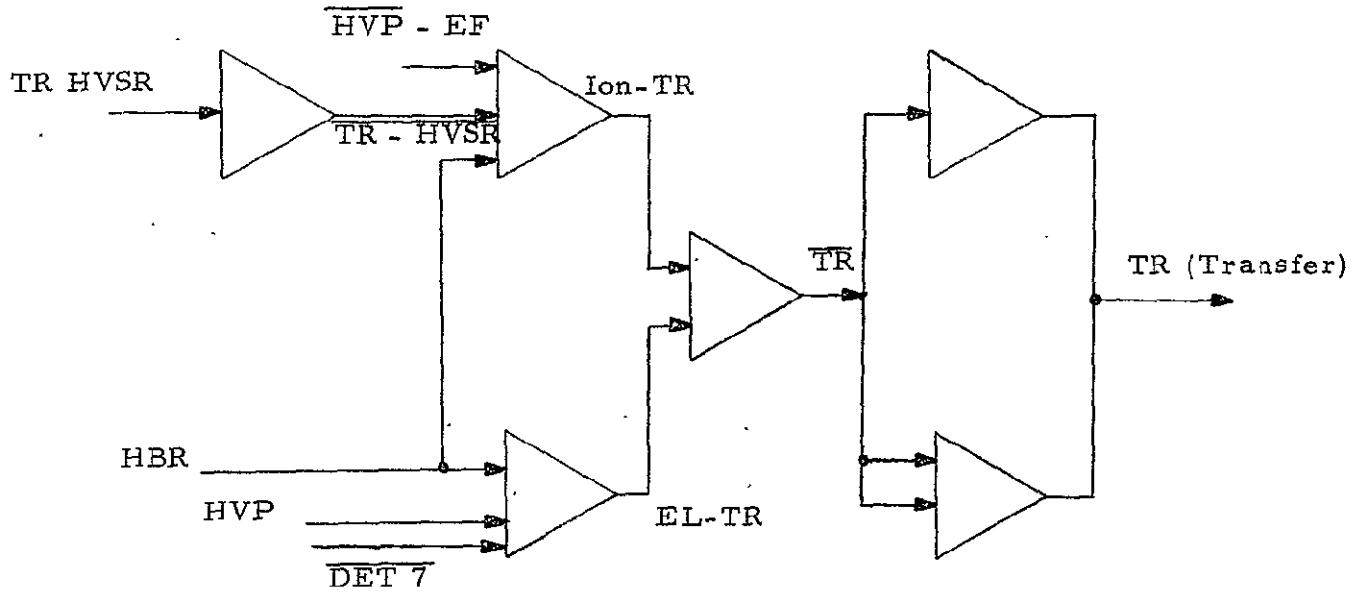 HVP - EF
TR HVSR
Ion-TR
TR - HVSR
TR
TR (Transfer)
HBR
HVP
EL-TR
DET 7